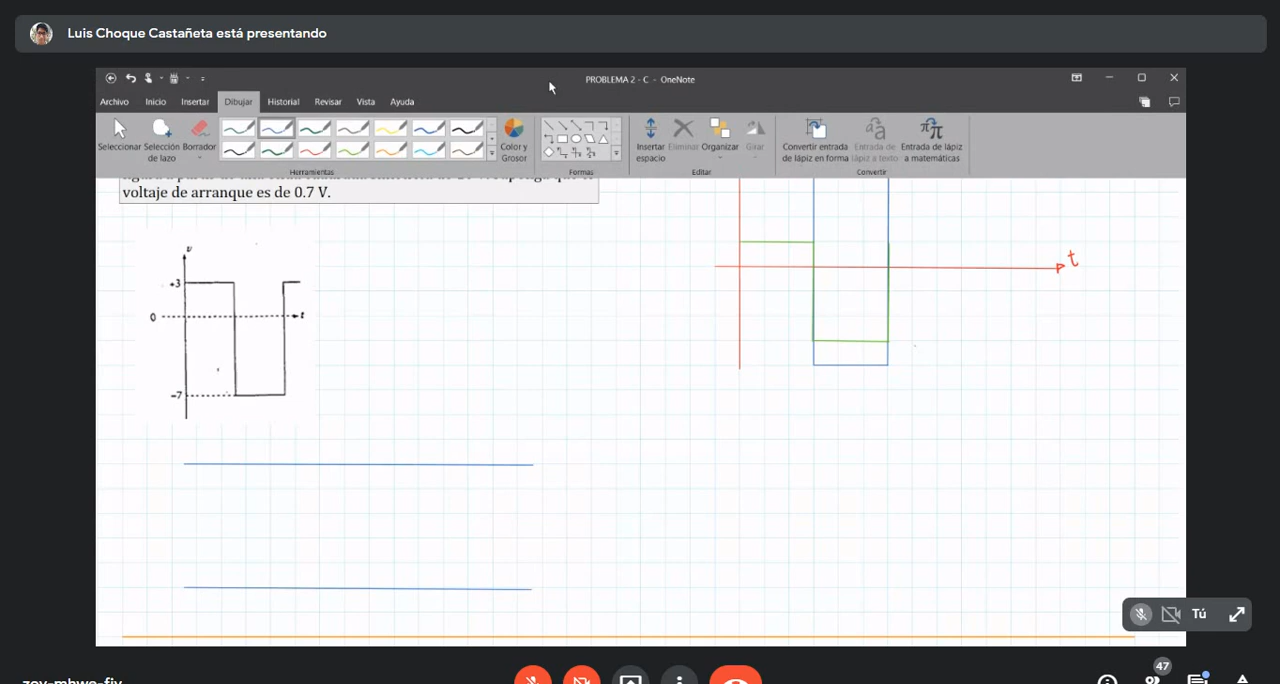 Luis Choque Castañeta está presentando
PROBLEMA 2 - C - OneNote
Archivo Inicio Insertar Dibujar Historial Revisar Vista Ayuda
Seleccionar Selección de lazo Borrador
Color y Grosor
Insertar espacio Eliminar Organizar Girar
Convertir entrada de lápiz en forma Entrada de lápiz a texto Entrada de lápiz a matemáticas
Herramientas Formas Editar Convertir
voltaje de arranque es de 0.7 V.
v
+3
0 t
-7
t
Tú
47